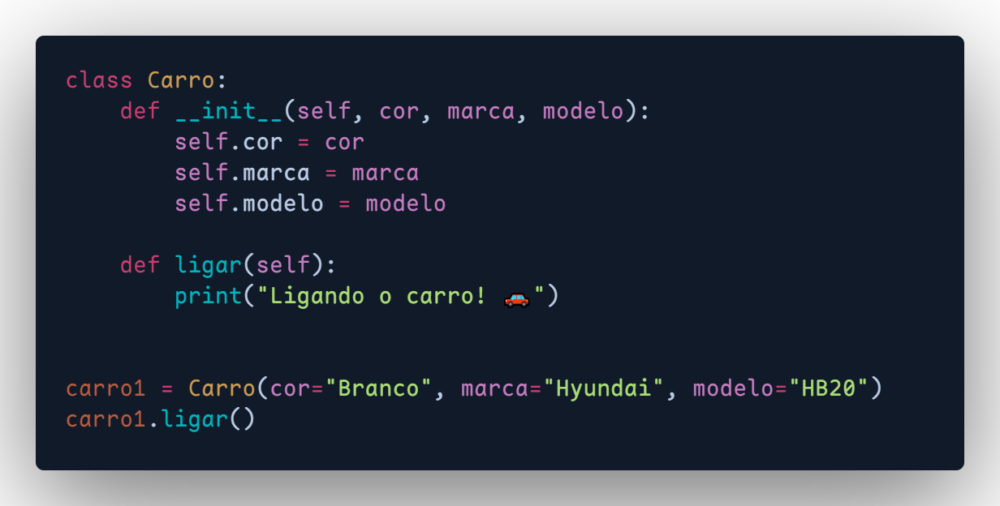 class Carro:
    def __init__(self, cor, marca, modelo):
        self.cor = cor
        self.marca = marca
        self.modelo = modelo

    def ligar(self):
        print("Ligando o carro! 🚗")


carro1 = Carro(cor="Branco", marca="Hyundai", modelo="HB20")
carro1.ligar()